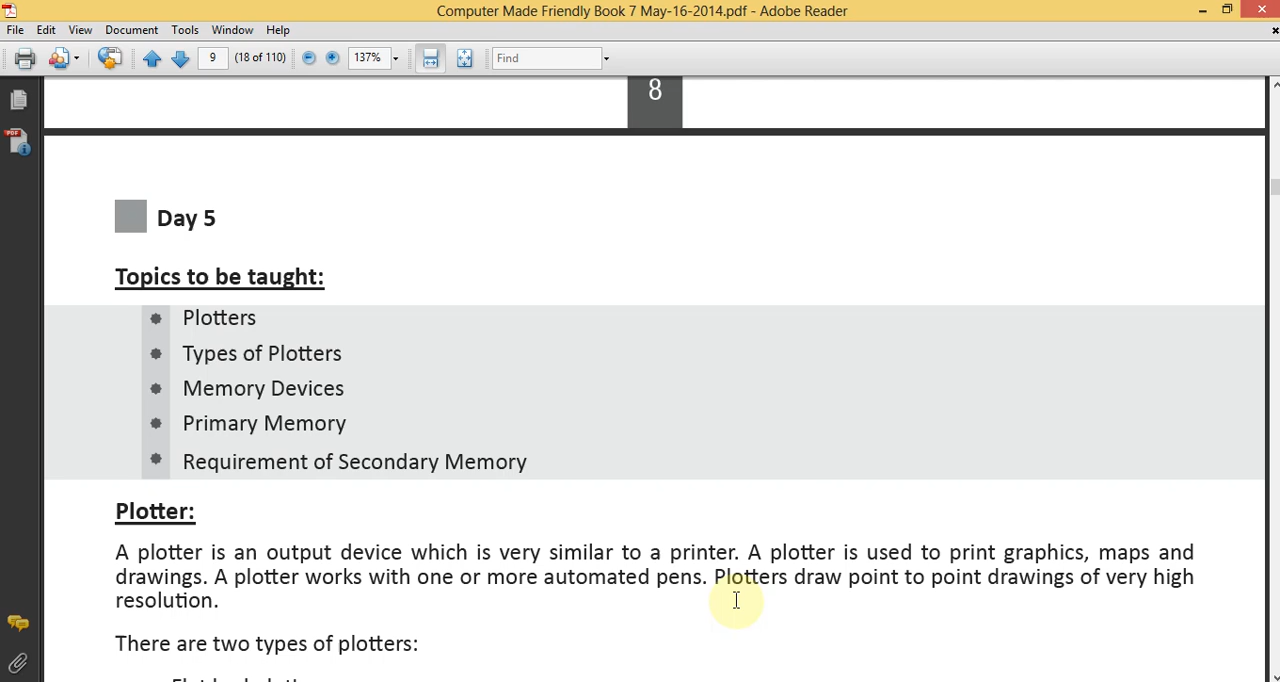 Computer Made Friendly Book 7 May-16-2014.pdf - Adobe Reader
File Edit View Document Tools Window Help
9 (18 of 110) 137% Find
8
Day 5
Topics to be taught:
Plotters
Types of Plotters
Memory Devices
Primary Memory
Requirement of Secondary Memory
Plotter:
A plotter is an output device which is very similar to a printer. A plotter is used to print graphics, maps and
drawings. A plotter works with one or more automated pens. Plotters draw point to point drawings of very high
resolution.
There are two types of plotters: